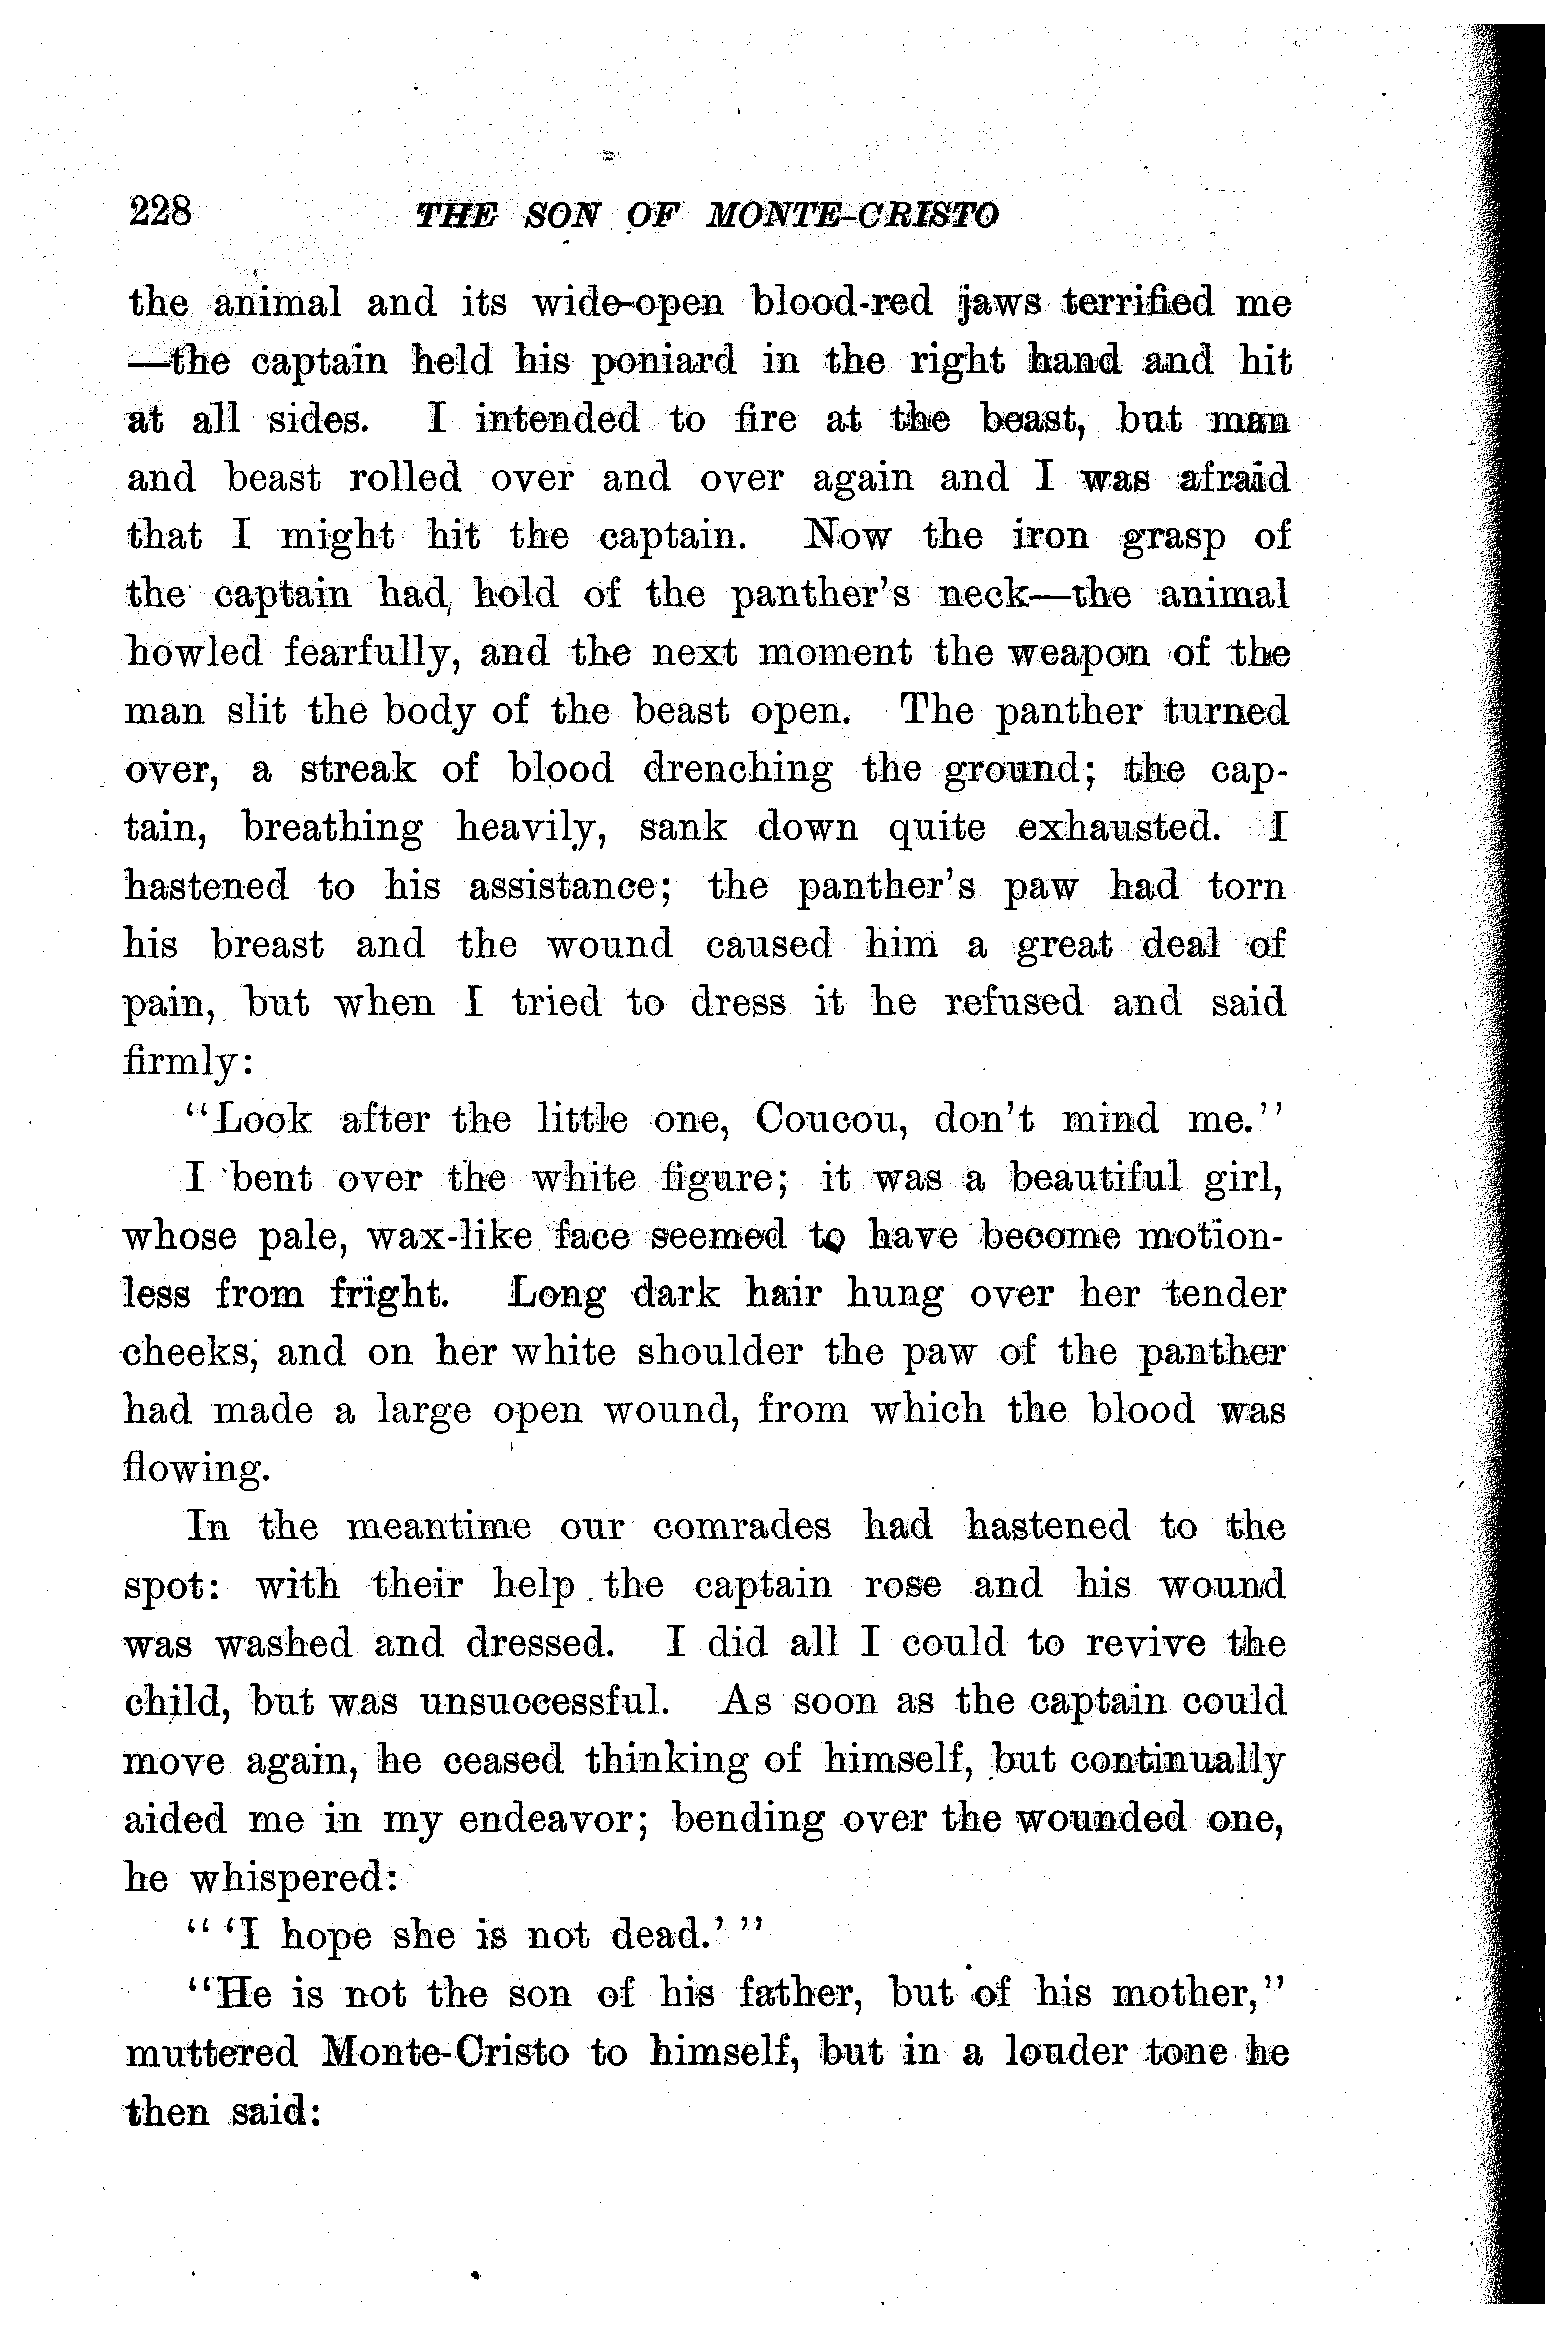 228 THE SON OF MONTE-CRISTO
the animal and its wide-open blood-red jaws terrified me
—the captain held his poniard in the right hand and hit
at all sides. I intended to fire at the beast, but man
and beast rolled over and over again and I was afraid
that I might hit the captain. Now the iron grasp of
the captain had hold of the panther's neck—the animal
howled fearfully, and the next moment the weapon of the
man slit the body of the beast open. The panther turned
over, a streak of blood drenching the ground; the cap-
tain, breathing heavily, sank down quite exhausted. I
hastened to his assistance; the panther's paw had torn
his breast and the wound caused him a great deal of
pain, but when I tried to dress it he refused and said
firmly:
"Look after the little one, Coucou, don't mind me."
I bent over the white figure; it was a beautiful girl,
whose pale, wax-like face seemed to have become motion-
less from fright. Long dark hair hung over her tender
cheeks, and on her white shoulder the paw of the panther
had made a large open wound, from which the blood was
flowing.
In the meantime our comrades had hastened to the
spot: with their help the captain rose and his wound
was washed and dressed. I did all I could to revive the
child, but was unsuccessful. As soon as the captain could
move again, he ceased thinking of himself, but continually
aided me in my endeavor; bending over the wounded one,
he whispered:
" 'I hope she is not dead.' "
"He is not the son of his father, but of his mother,"
muttered Monte-Cristo to himself, but in a louder tone he
then said: